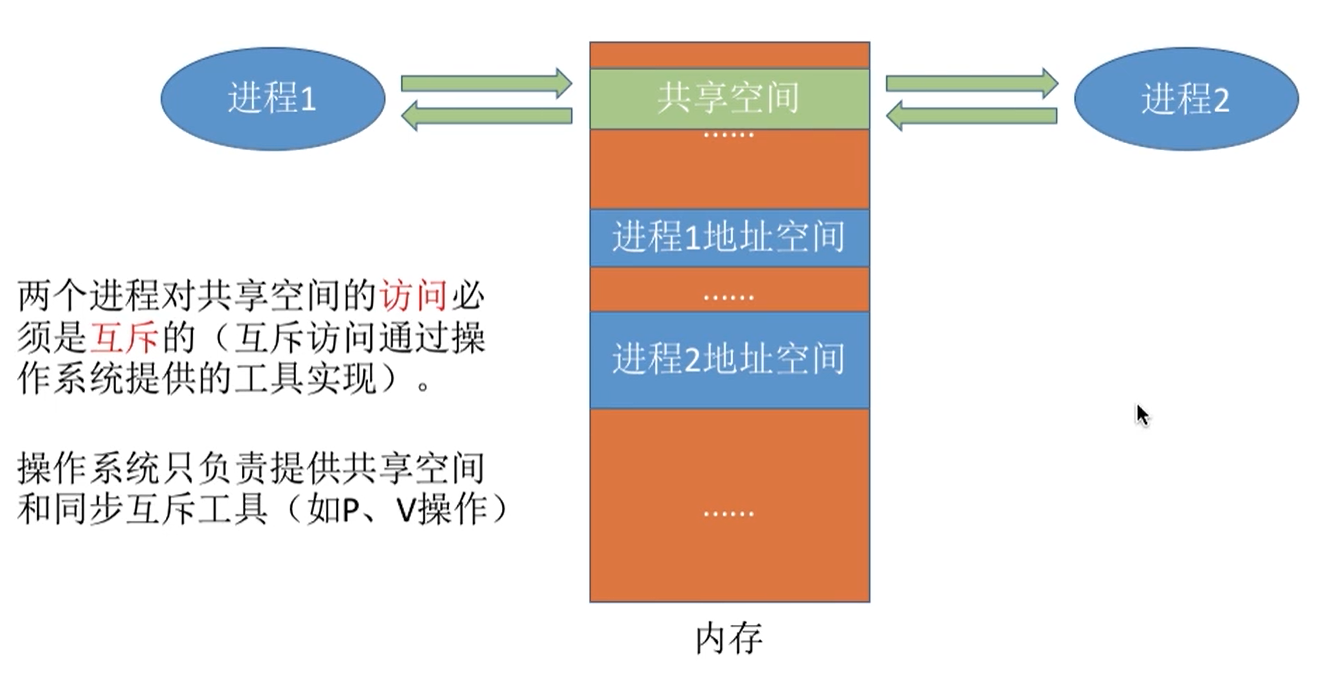 进程1
共享空间
进程2
……
进程1地址空间
……
进程2地址空间
……
内存
两个进程对共享空间的访问必
须是互斥的（互斥访问通过操
作系统提供的工具实现）。
操作系统只负责提供共享空间
和同步互斥工具（如P、V操作）